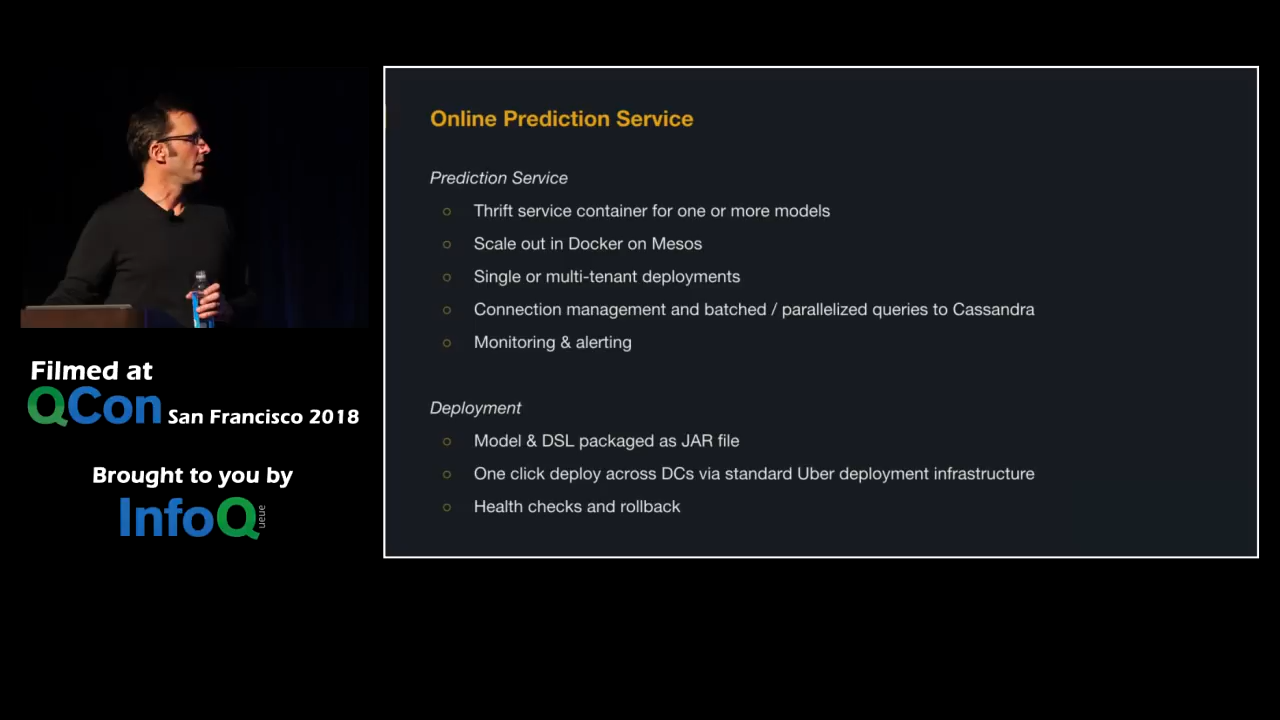 Online Prediction Service
Prediction Service
Thrift service container for one or more models
Scale out in Docker on Mesos
Single or multi-tenant deployments
Connection management and batched / parallelized queries to Cassandra
Monitoring & alerting
Deployment
Model & DSL packaged as JAR file
One click deploy across DCs via standard Uber deployment infrastructure
Health checks and rollback
Filmed at
QCon San Francisco 2018
Brought to you by
InfoQueue